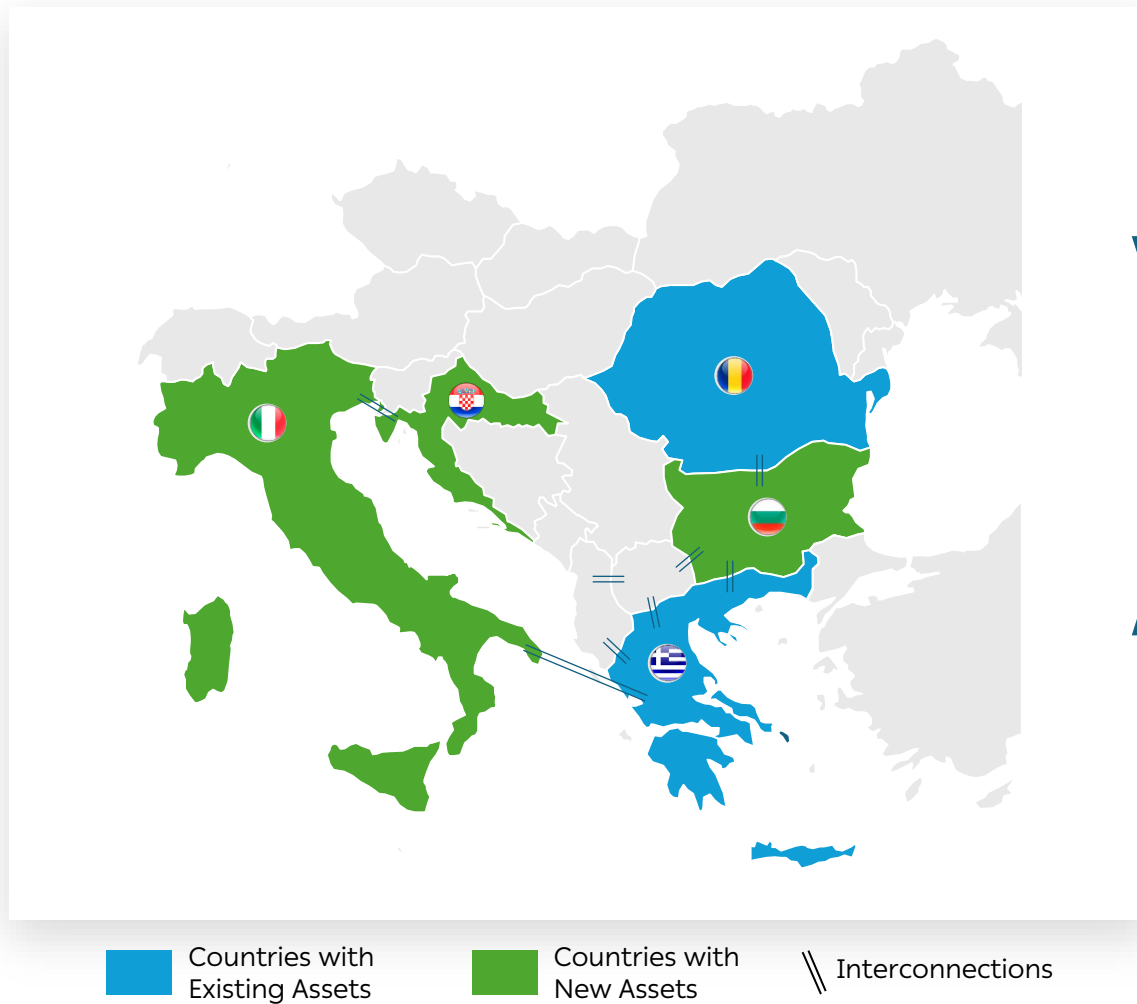 Countries with
Existing Assets
Countries with
New Assets
Interconnections